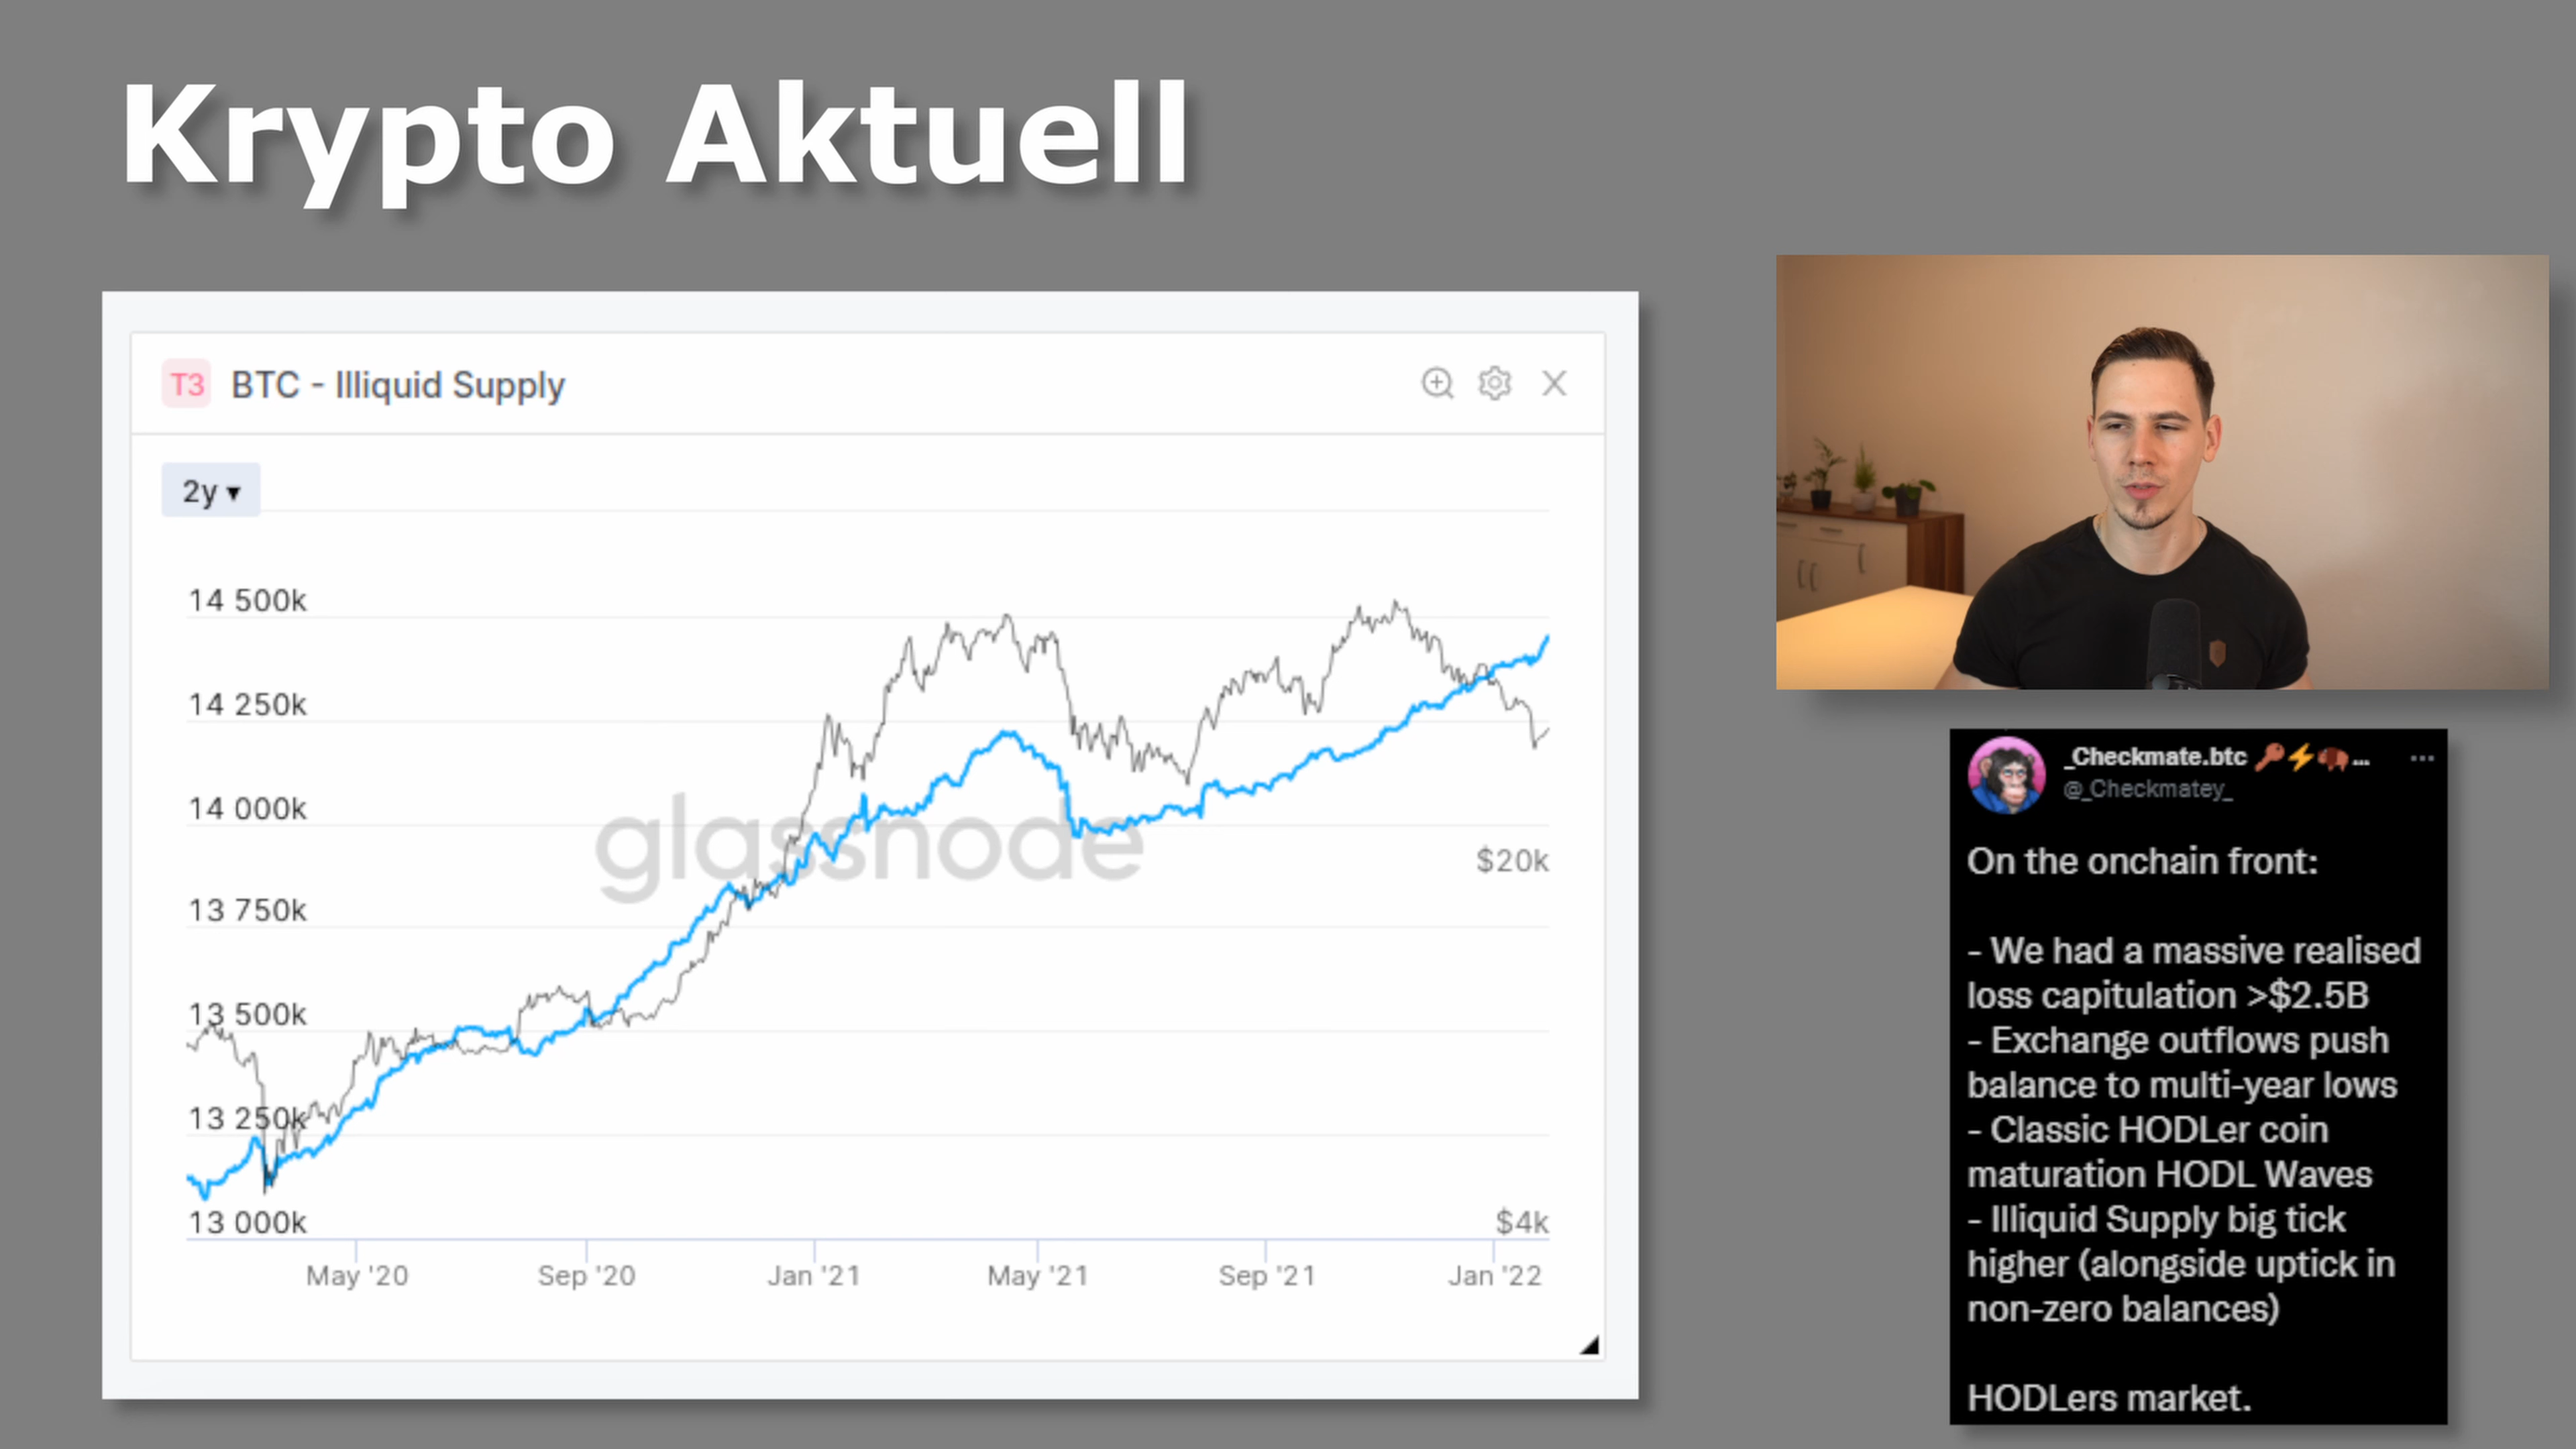 Krypto Aktuell
T3 BTC - Illiquid Supply
2y ▾
14 500k
14 250k
14 000k
13 750k
13 500k
13 250k
13 000k
glassnode
$20k
$4k
May '20 Sep '20 Jan '21 May '21 Sep '21 Jan '22
_Checkmate.btc 🔑⚡🦬...
@_Checkmatey_
On the onchain front:
- We had a massive realised
loss capitulation >$2.5B
- Exchange outflows push
balance to multi-year lows
- Classic HODLer coin
maturation HODL Waves
- Illiquid Supply big tick
higher (alongside uptick in
non-zero balances)
HODLers market.